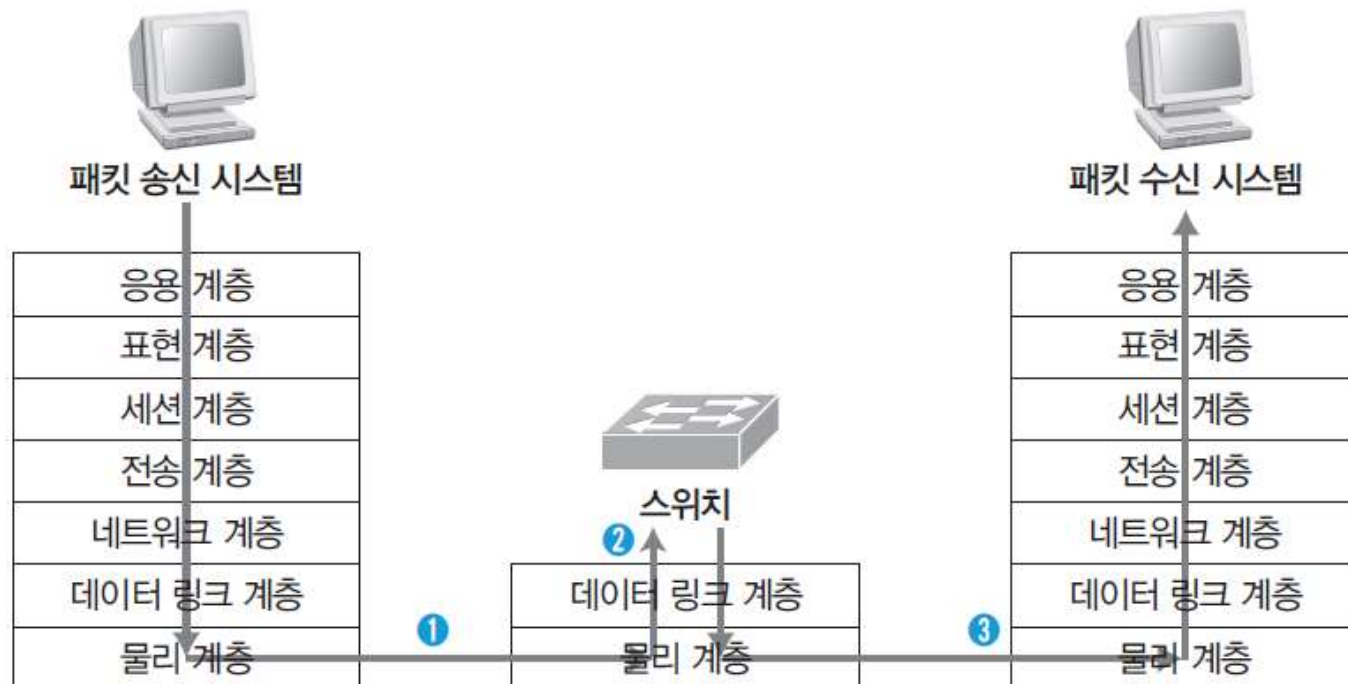 패킷 송신 시스템
응용 계층
표현 계층
세션 계층
전송 계층
네트워크 계층
데이터 링크 계층
물리 계층
1
스위치
2
데이터 링크 계층
물리 계층
3
패킷 수신 시스템
응용 계층
표현 계층
세션 계층
전송 계층
네트워크 계층
데이터 링크 계층
물리 계층